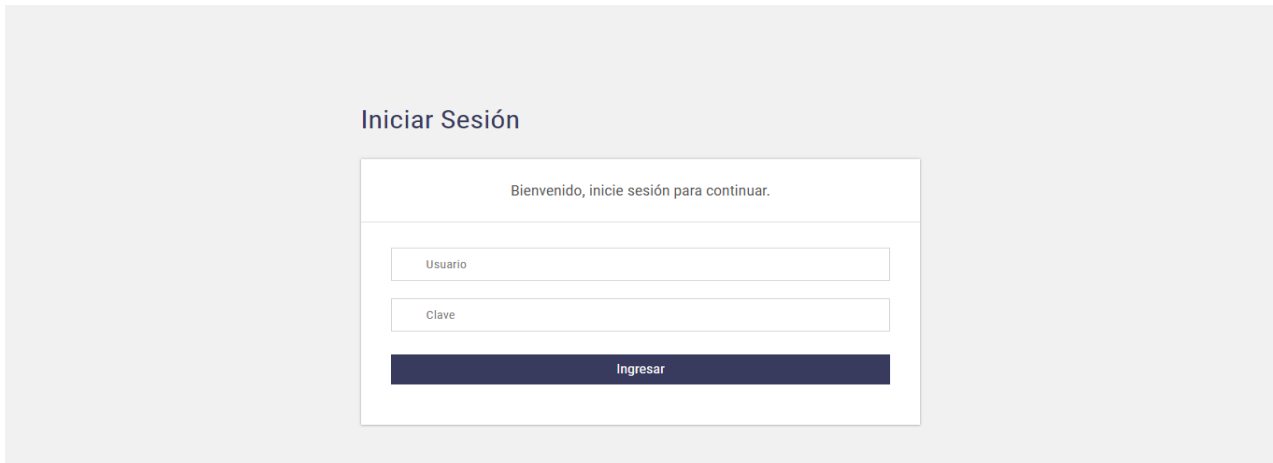 Iniciar Sesión
Bienvenido, inicie sesión para continuar.
Usuario
Clave
Ingresar